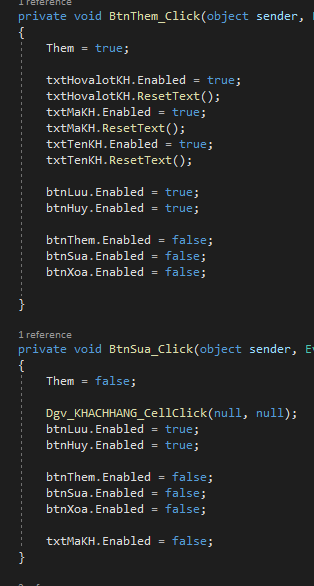 1 reference
private void BtnThem_Click(object sender,
{
Them = true;
txtHovalotKH.Enabled = true;
txtHovalotKH.ResetText();
txtMaKH.Enabled = true;
txtMaKH.ResetText();
txtTenKH.Enabled = true;
txtTenKH.ResetText();
btnLuu.Enabled = true;
btnHuy.Enabled = true;
btnThem.Enabled = false;
btnSua.Enabled = false;
btnXoa.Enabled = false;
}
1 reference
private void BtnSua_Click(object sender, Ev
{
Them = false;
Dgv_KHACHHANG_CellClick(null, null);
btnLuu.Enabled = true;
btnHuy.Enabled = true;
btnThem.Enabled = false;
btnSua.Enabled = false;
btnXoa.Enabled = false;
txtMaKH.Enabled = false;
}